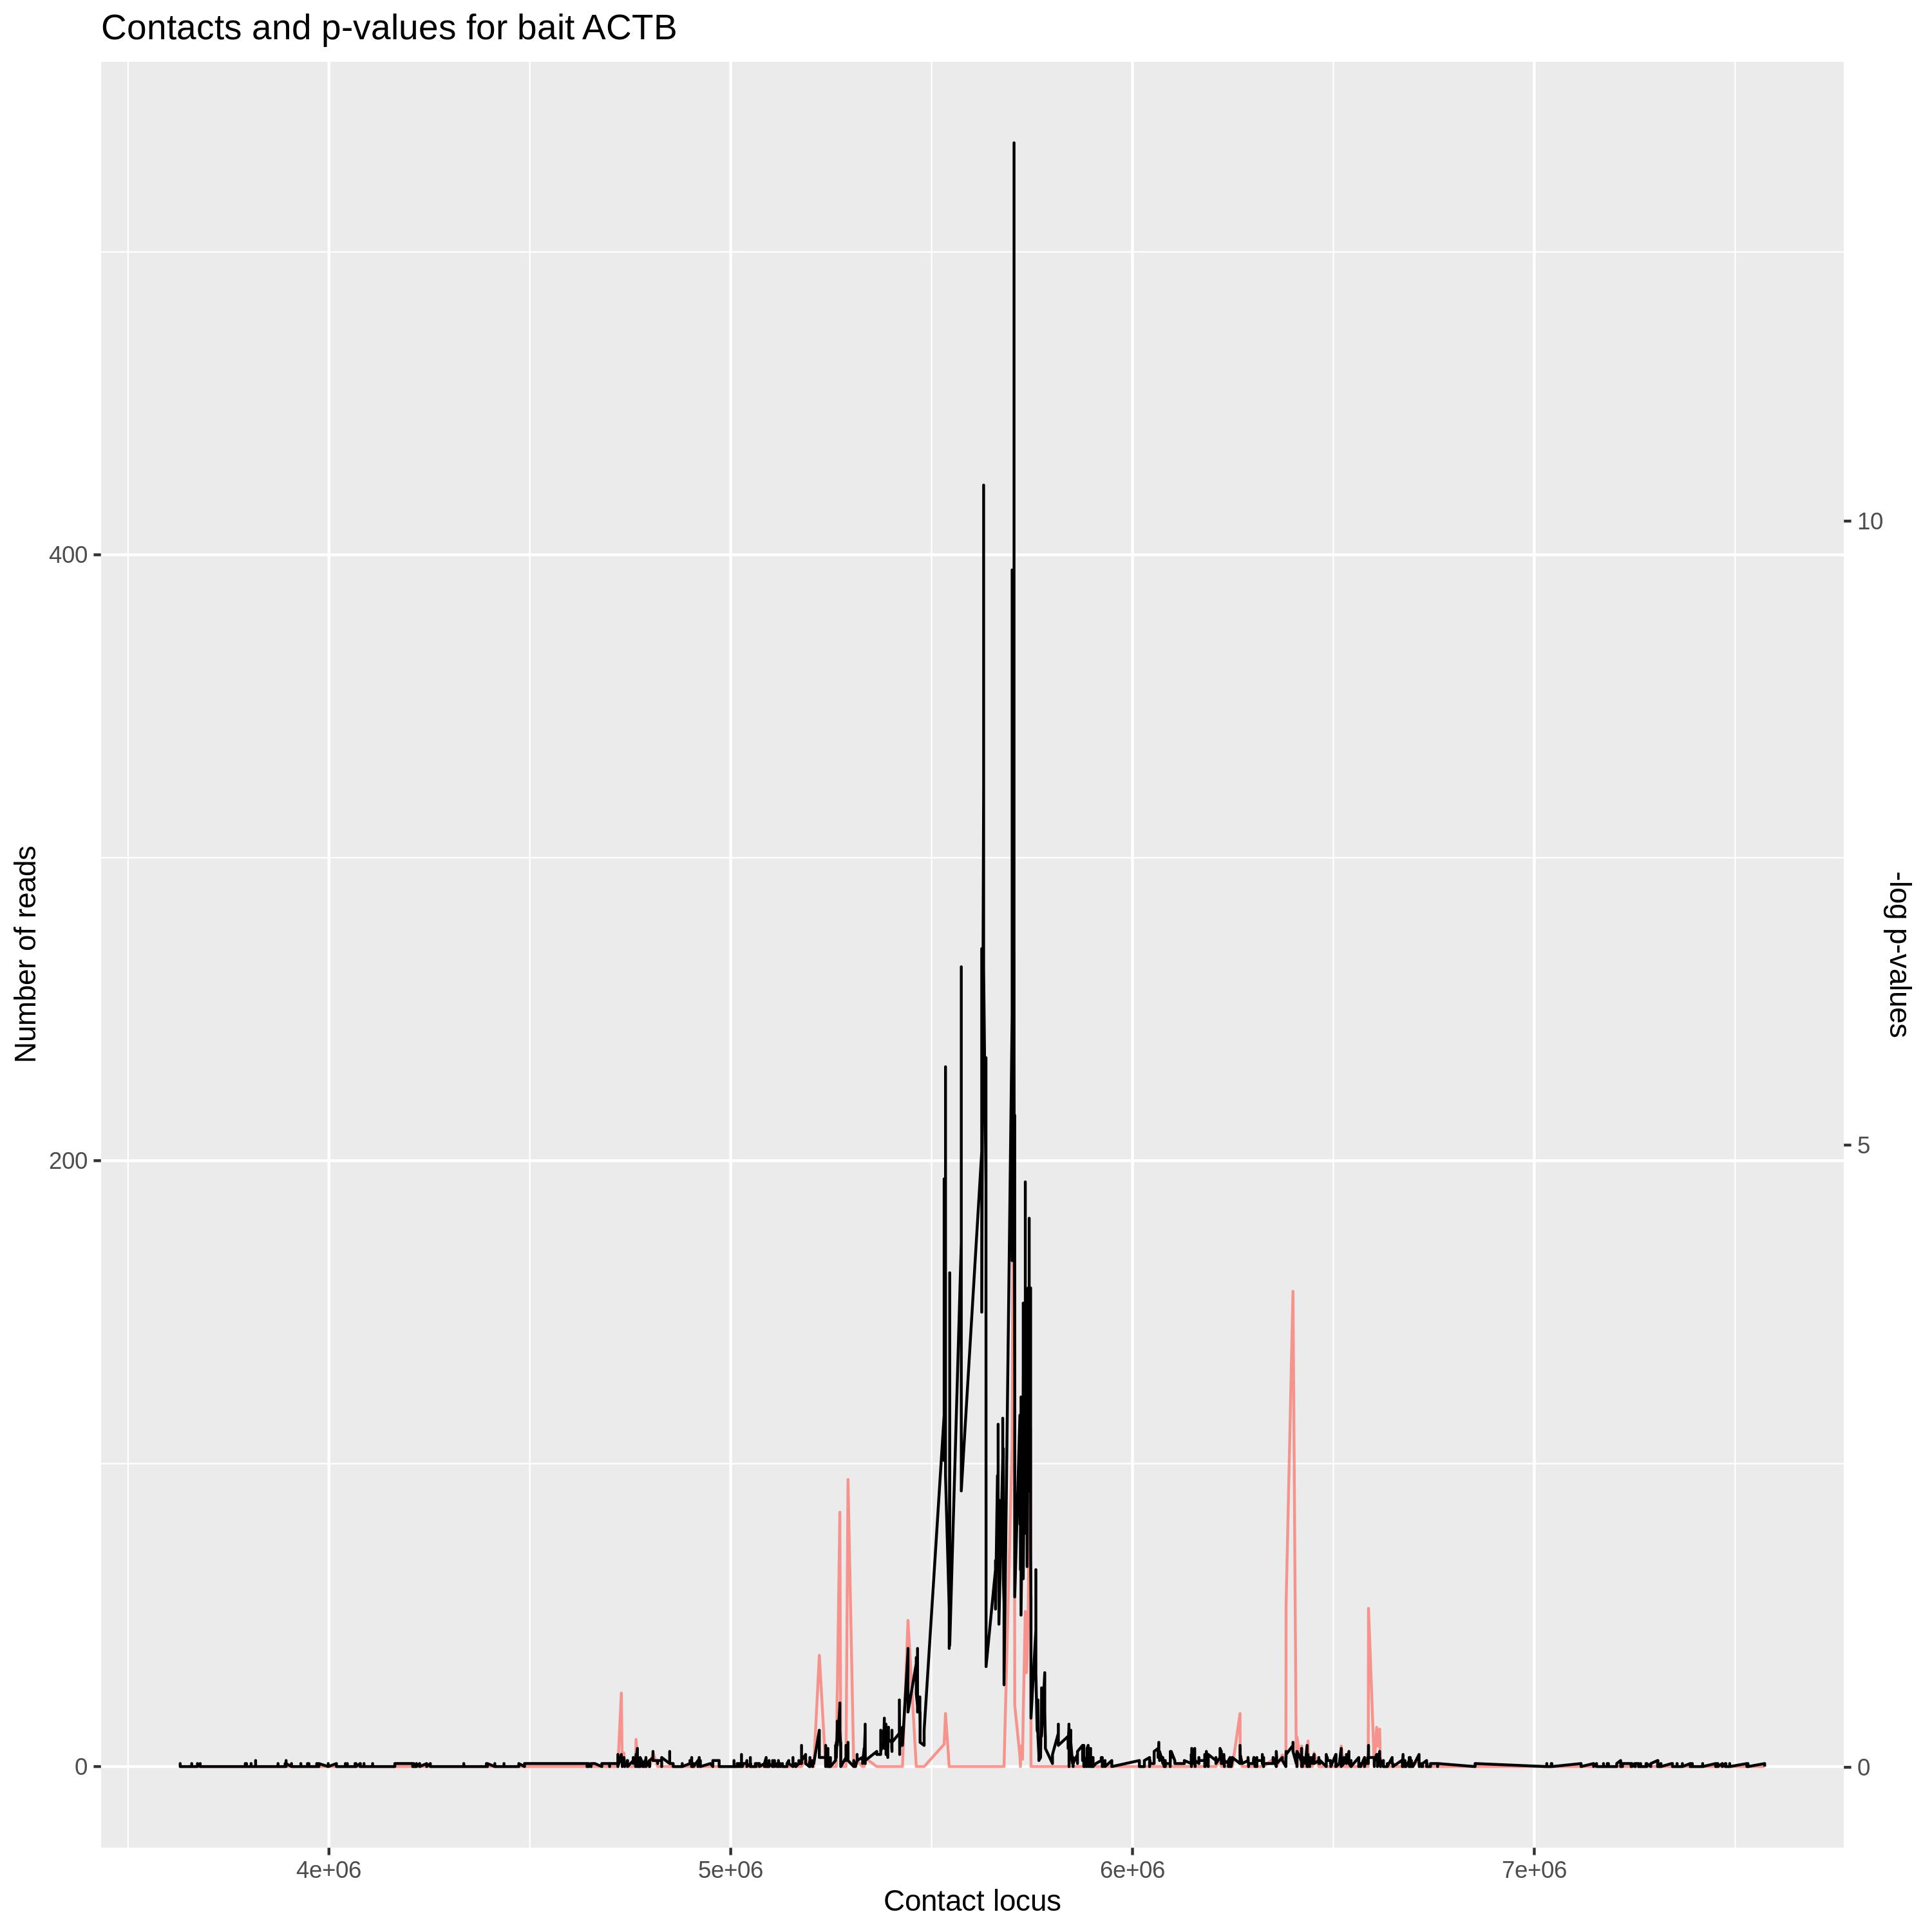 Contacts and p-values for bait ACTB
Number of reads
400
200
0
10
5
0
-log p-values
4e+06
5e+06
6e+06
7e+06
Contact locus